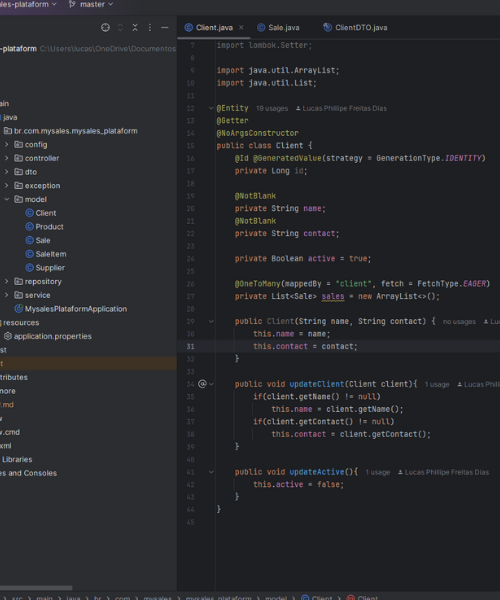 les-plataform
master
-plataform C:\Users\lucas\OneDrive\Documentos
ain
java
br.com.mysales.mysales_plataform
config
controller
dto
exception
model
Client
Product
Sale
SaleItem
Supplier
repository
service
MysalesPlataformApplication
resources
application.properties
st
t
tributes
nore
.md
w
w.cmd
xml
Libraries
es and Consoles
Client.java
Sale.java
ClientDTO.java
7 import lombok.Setter;
8
9 import java.util.ArrayList;
10 import java.util.List;
11
12 @Entity 19 usages Lucas Phillipe Freitas Dias
13 @Getter
14 @NoArgsConstructor
15 public class Client {
16 @Id @GeneratedValue(strategy = GenerationType.IDENTITY)
17 private Long id;
18
19 @NotBlank
20 private String name;
21 @NotBlank
22 private String contact;
23
24 private Boolean active = true;
25
26 @OneToMany(mappedBy = "client", fetch = FetchType.EAGER)
27 private List<Sale> sales = new ArrayList<>();
28
29 public Client(String name, String contact) { no usages Luc
30 this.name = name;
31 this.contact = contact;
32 }
33
34 public void updateClient(Client client){ 1 usage Lucas Philli
35 if(client.getName() != null)
36 this.name = client.getName();
37 if(client.getContact() != null)
38 this.contact = client.getContact();
39 }
40
41 public void updateActive(){ 1 usage Lucas Phillipe Freitas Dias
42 this.active = false;
43 }
44 }
45
src > main > java > br > com > mysales > mysales_plataform > model > Client > Client